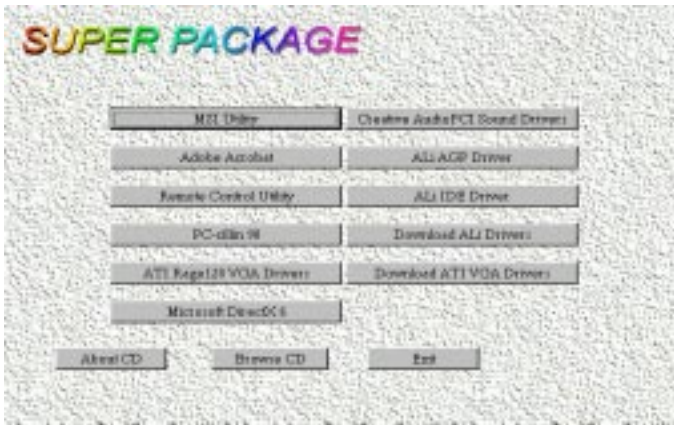 SUPER PACKAGE
MSI Utility
Creative AudioPCI Sound Drivers
Adobe Acrobat
ALi AGP Driver
Remote Control Utility
ALi IDE Driver
PC-cillin 98
Download ALi Drivers
ATI Rage128 VGA Drivers
Download ATI VGA Drivers
Microsoft DirectX 6
About CD
Browse CD
Exit